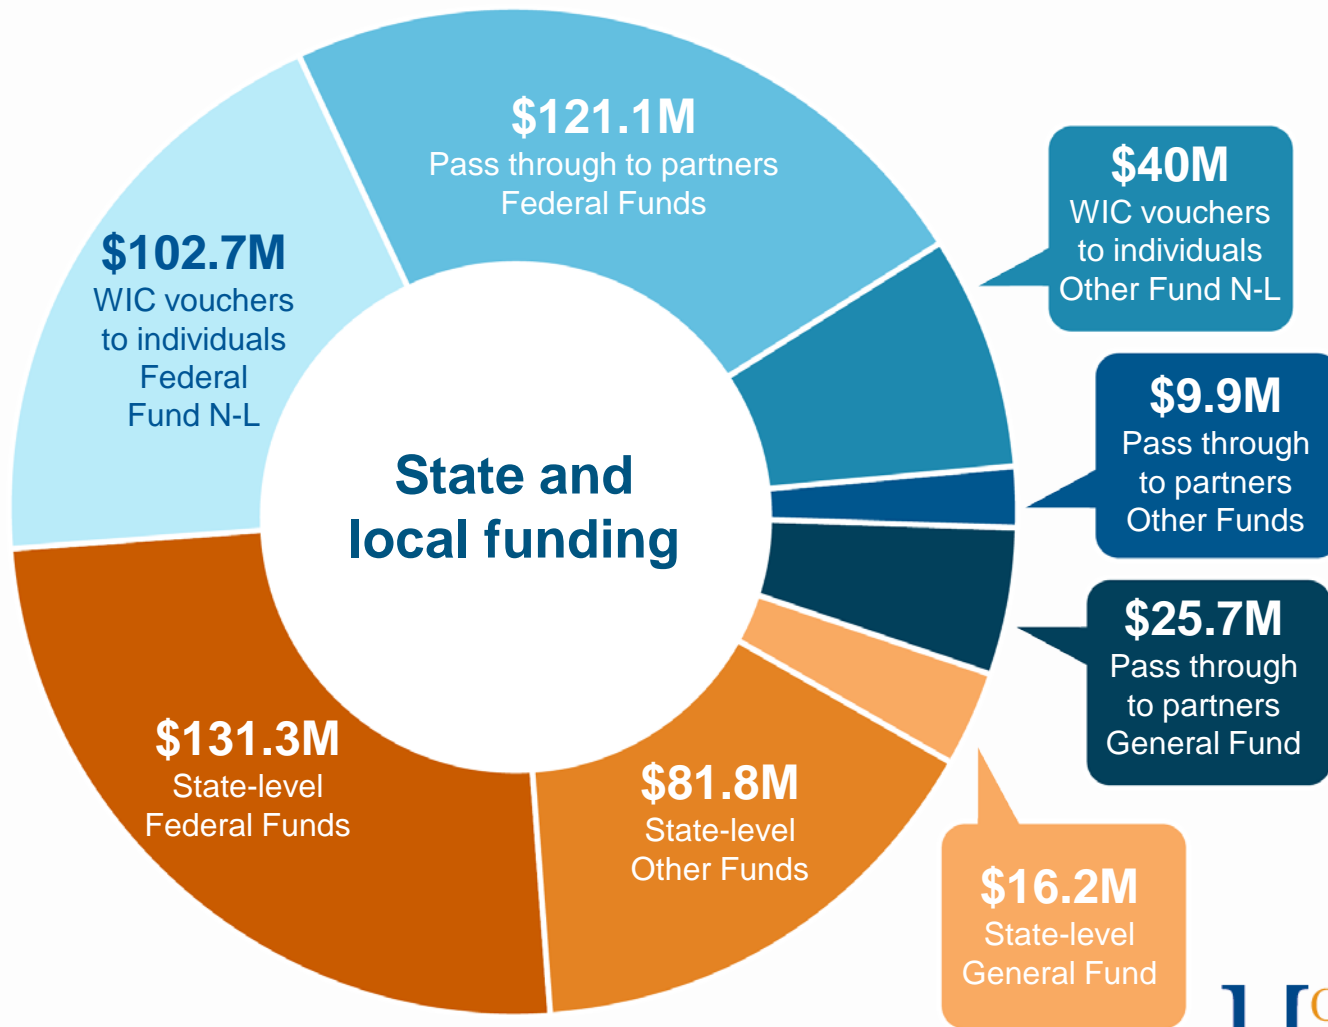 $121.1M
Pass through to partners
Federal Funds
$40M
WIC vouchers
to individuals
Other Fund N-L
$102.7M
WIC vouchers
to individuals
Federal
Fund N-L
$9.9M
Pass through
to partners
Other Funds
State and
local funding
$25.7M
Pass through
to partners
General Fund
$131.3M
State-level
Federal Funds
$81.8M
State-level
Other Funds
$16.2M
State-level
General Fund